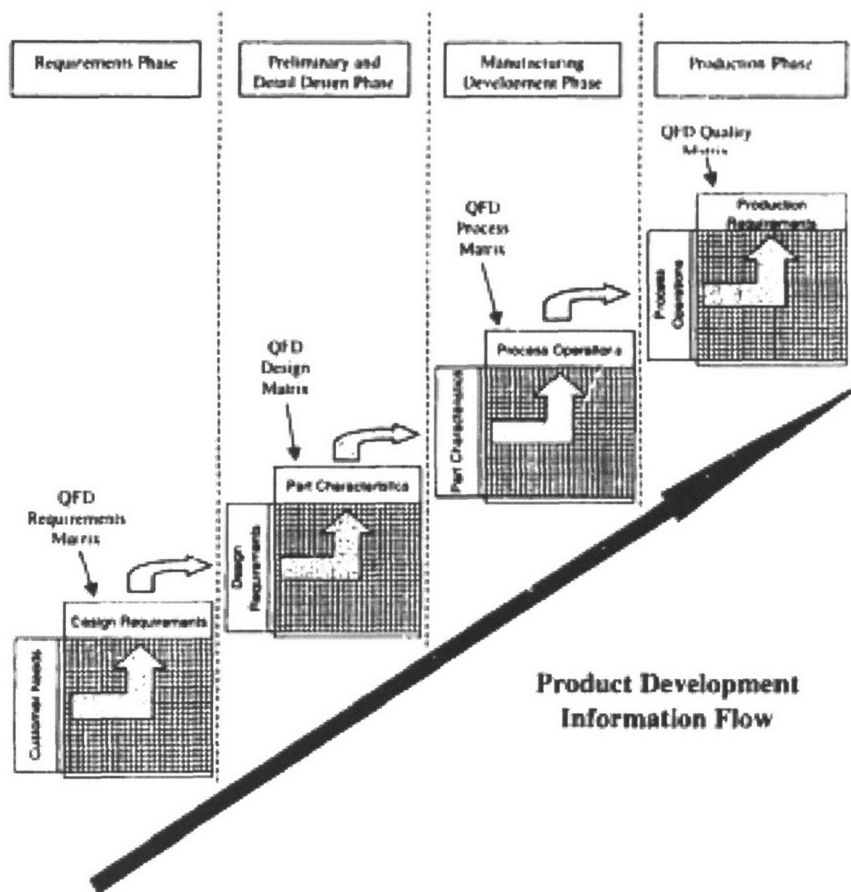 Requirements Phase
Preliminary and
Detail Design Phase
Manufacturing
Development Phase
Production Phase
QFD Quality
Matrix
Production
Requirements
Process
Operations
QFD
Process
Matrix
Process Operations
Part Characteristics
QFD
Design
Matrix
Part Characteristics
Design
Requirements
QFD
Requirements
Matrix
Design Requirements
Customer Needs
Product Development
Information Flow